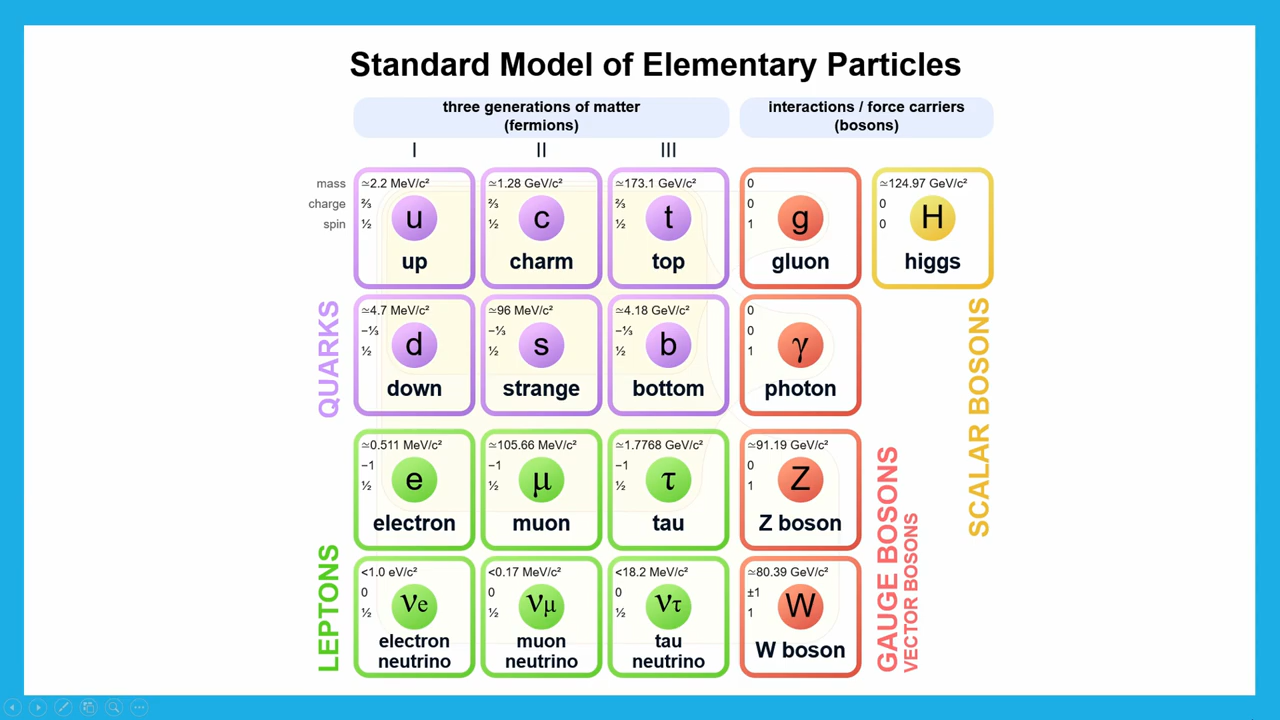 Standard Model of Elementary Particles
three generations of matter
(fermions)
interactions / force carriers
(bosons)
I
II
III
mass
charge
spin
≃2.2 MeV/c²
⅔
½
u
up
≃1.28 GeV/c²
⅔
½
c
charm
≃173.1 GeV/c²
⅔
½
t
top
0
0
1
g
gluon
≃124.97 GeV/c²
0
0
H
higgs
QUARKS
≃4.7 MeV/c²
−⅓
½
d
down
≃96 MeV/c²
−⅓
½
s
strange
≃4.18 GeV/c²
−⅓
½
b
bottom
0
0
1
γ
photon
SCALAR BOSONS
≃0.511 MeV/c²
−1
½
e
electron
≃105.66 MeV/c²
−1
½
μ
muon
≃1.7768 GeV/c²
−1
½
τ
tau
≃91.19 GeV/c²
0
1
Z
Z boson
LEPTONS
<1.0 eV/c²
0
½
νe
electron
neutrino
<0.17 MeV/c²
0
½
νμ
muon
neutrino
<18.2 MeV/c²
0
½
ντ
tau
neutrino
≃80.39 GeV/c²
±1
1
W
W boson
GAUGE BOSONS
VECTOR BOSONS